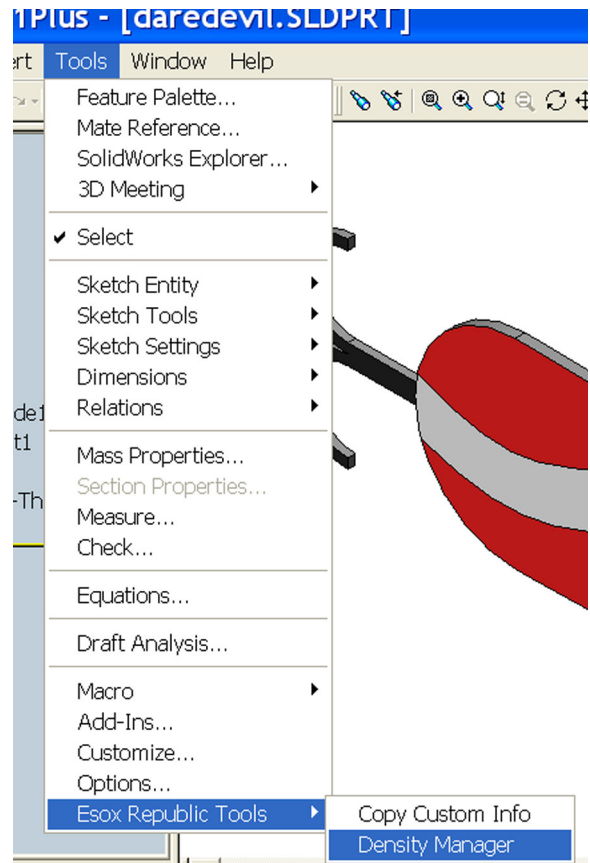 1Plus - [daredevil.SLDPRT]
ert Tools Window Help
Feature Palette...
Mate Reference...
SolidWorks Explorer...
3D Meeting
Select
Sketch Entity
Sketch Tools
Sketch Settings
Dimensions
Relations
de1
t1
-Th
Mass Properties...
Section Properties...
Measure...
Check...
Equations...
Draft Analysis...
Macro
Add-Ins...
Customize...
Options...
Esox Republic Tools
Copy Custom Info
Density Manager